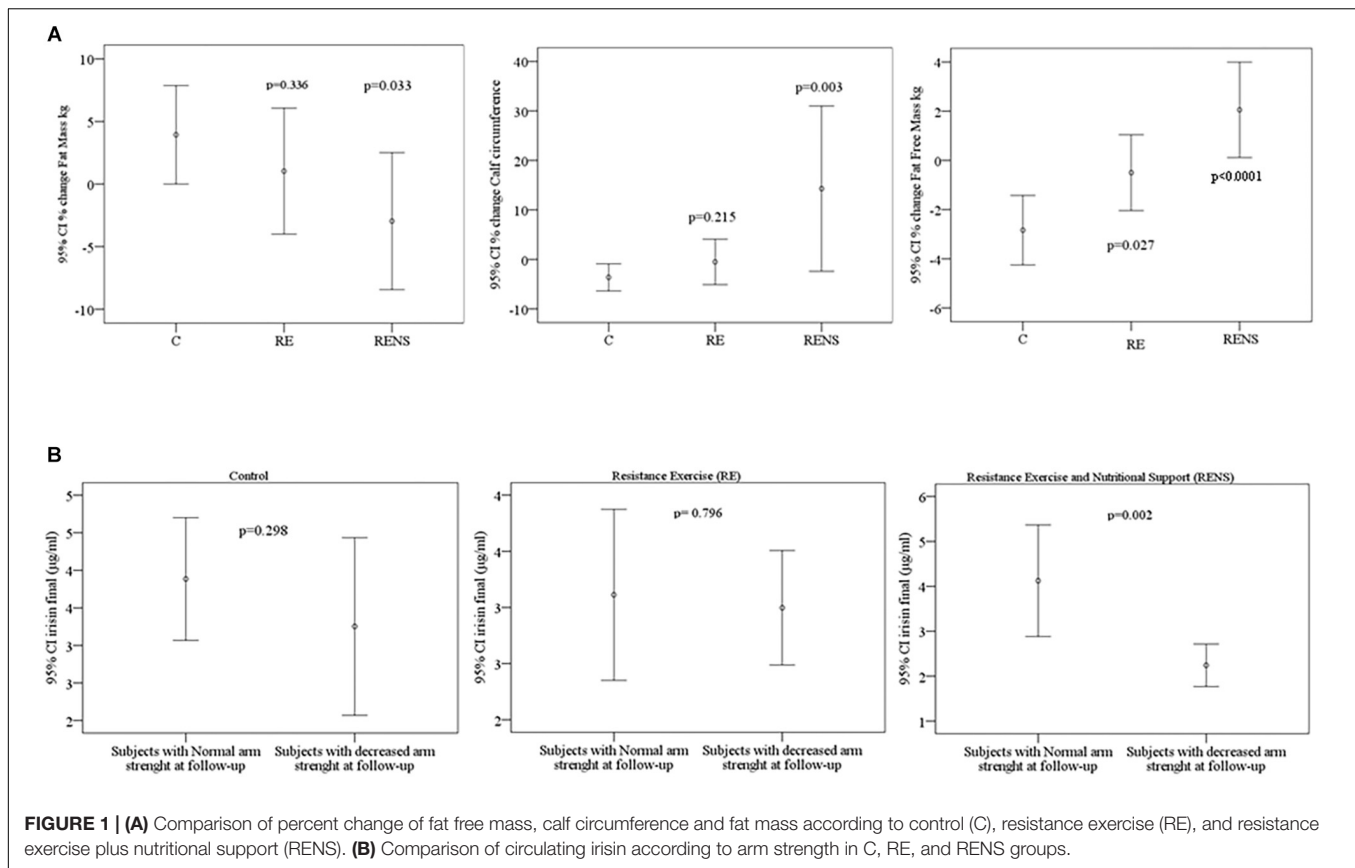 A
95% CI % change Fat Mass kg
10
5
0
-5
-10
p=0.336
p=0.033
C
RE
RENS
95% CI % change Calf circumference
40
30
20
10
0
-10
p=0.215
p=0.003
C
RE
RENS
95% CI % change Fat Free Mass kg
4
2
0
-2
-4
-6
p=0.027
p<0.0001
C
RE
RENS
B
Control
95% CI irisin final (µg/ml)
5
5
4
4
3
3
2
p=0.298
Subjects with Normal arm
strenght at follow-up
Subjects with decreased arm
strenght at follow-up
Resistance Exercise (RE)
95% CI irisin final (µg/ml)
4
4
3
3
2
p= 0.796
Subjects with Normal arm
strenght at follow-up
Subjects with decreased arm
strenght at follow-up
Resistance Exercise and Nutritional Support (RENS)
95% CI irisin final (µg/ml)
6
5
4
3
2
1
p=0.002
Subjects with Normal arm
strenght at follow-up
Subjects with decreased arm
strenght at follow-up
FIGURE 1 | (A) Comparison of percent change of fat free mass, calf circumference and fat mass according to control (C), resistance exercise (RE), and resistance
exercise plus nutritional support (RENS). (B) Comparison of circulating irisin according to arm strength in C, RE, and RENS groups.